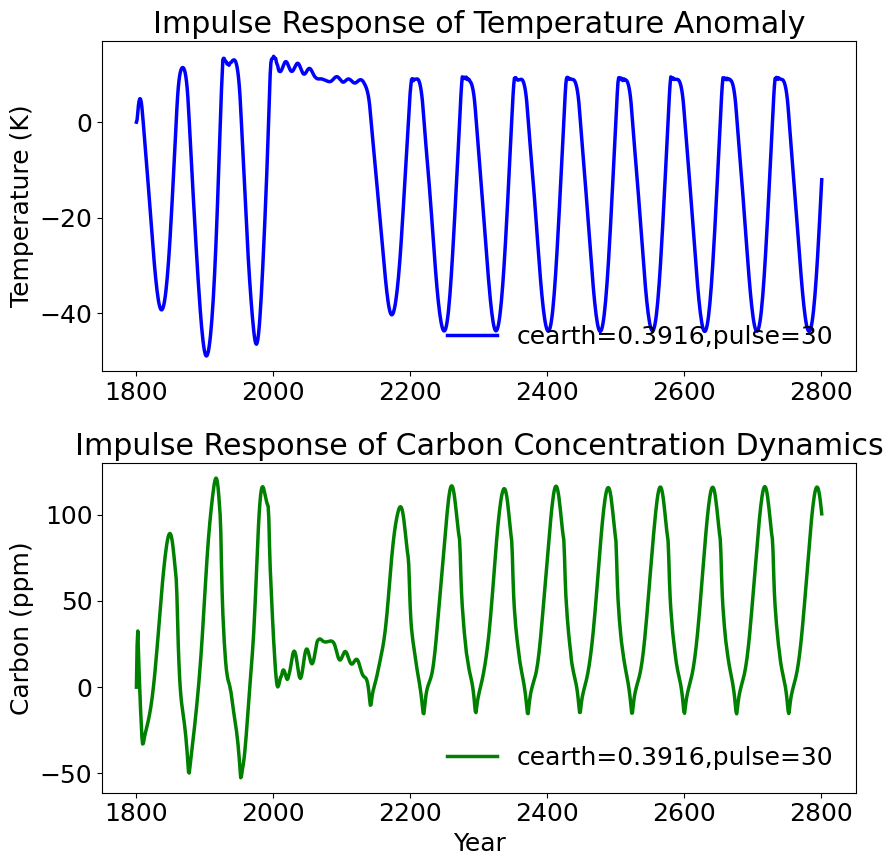 Impulse Response of Temperature Anomaly
Temperature (K)
0
−20
−40
cearth=0.3916,pulse=30
1800 2000 2200 2400 2600 2800
Impulse Response of Carbon Concentration Dynamics
Carbon (ppm)
100
50
0
−50
cearth=0.3916,pulse=30
1800 2000 2200 2400 2600 2800
Year